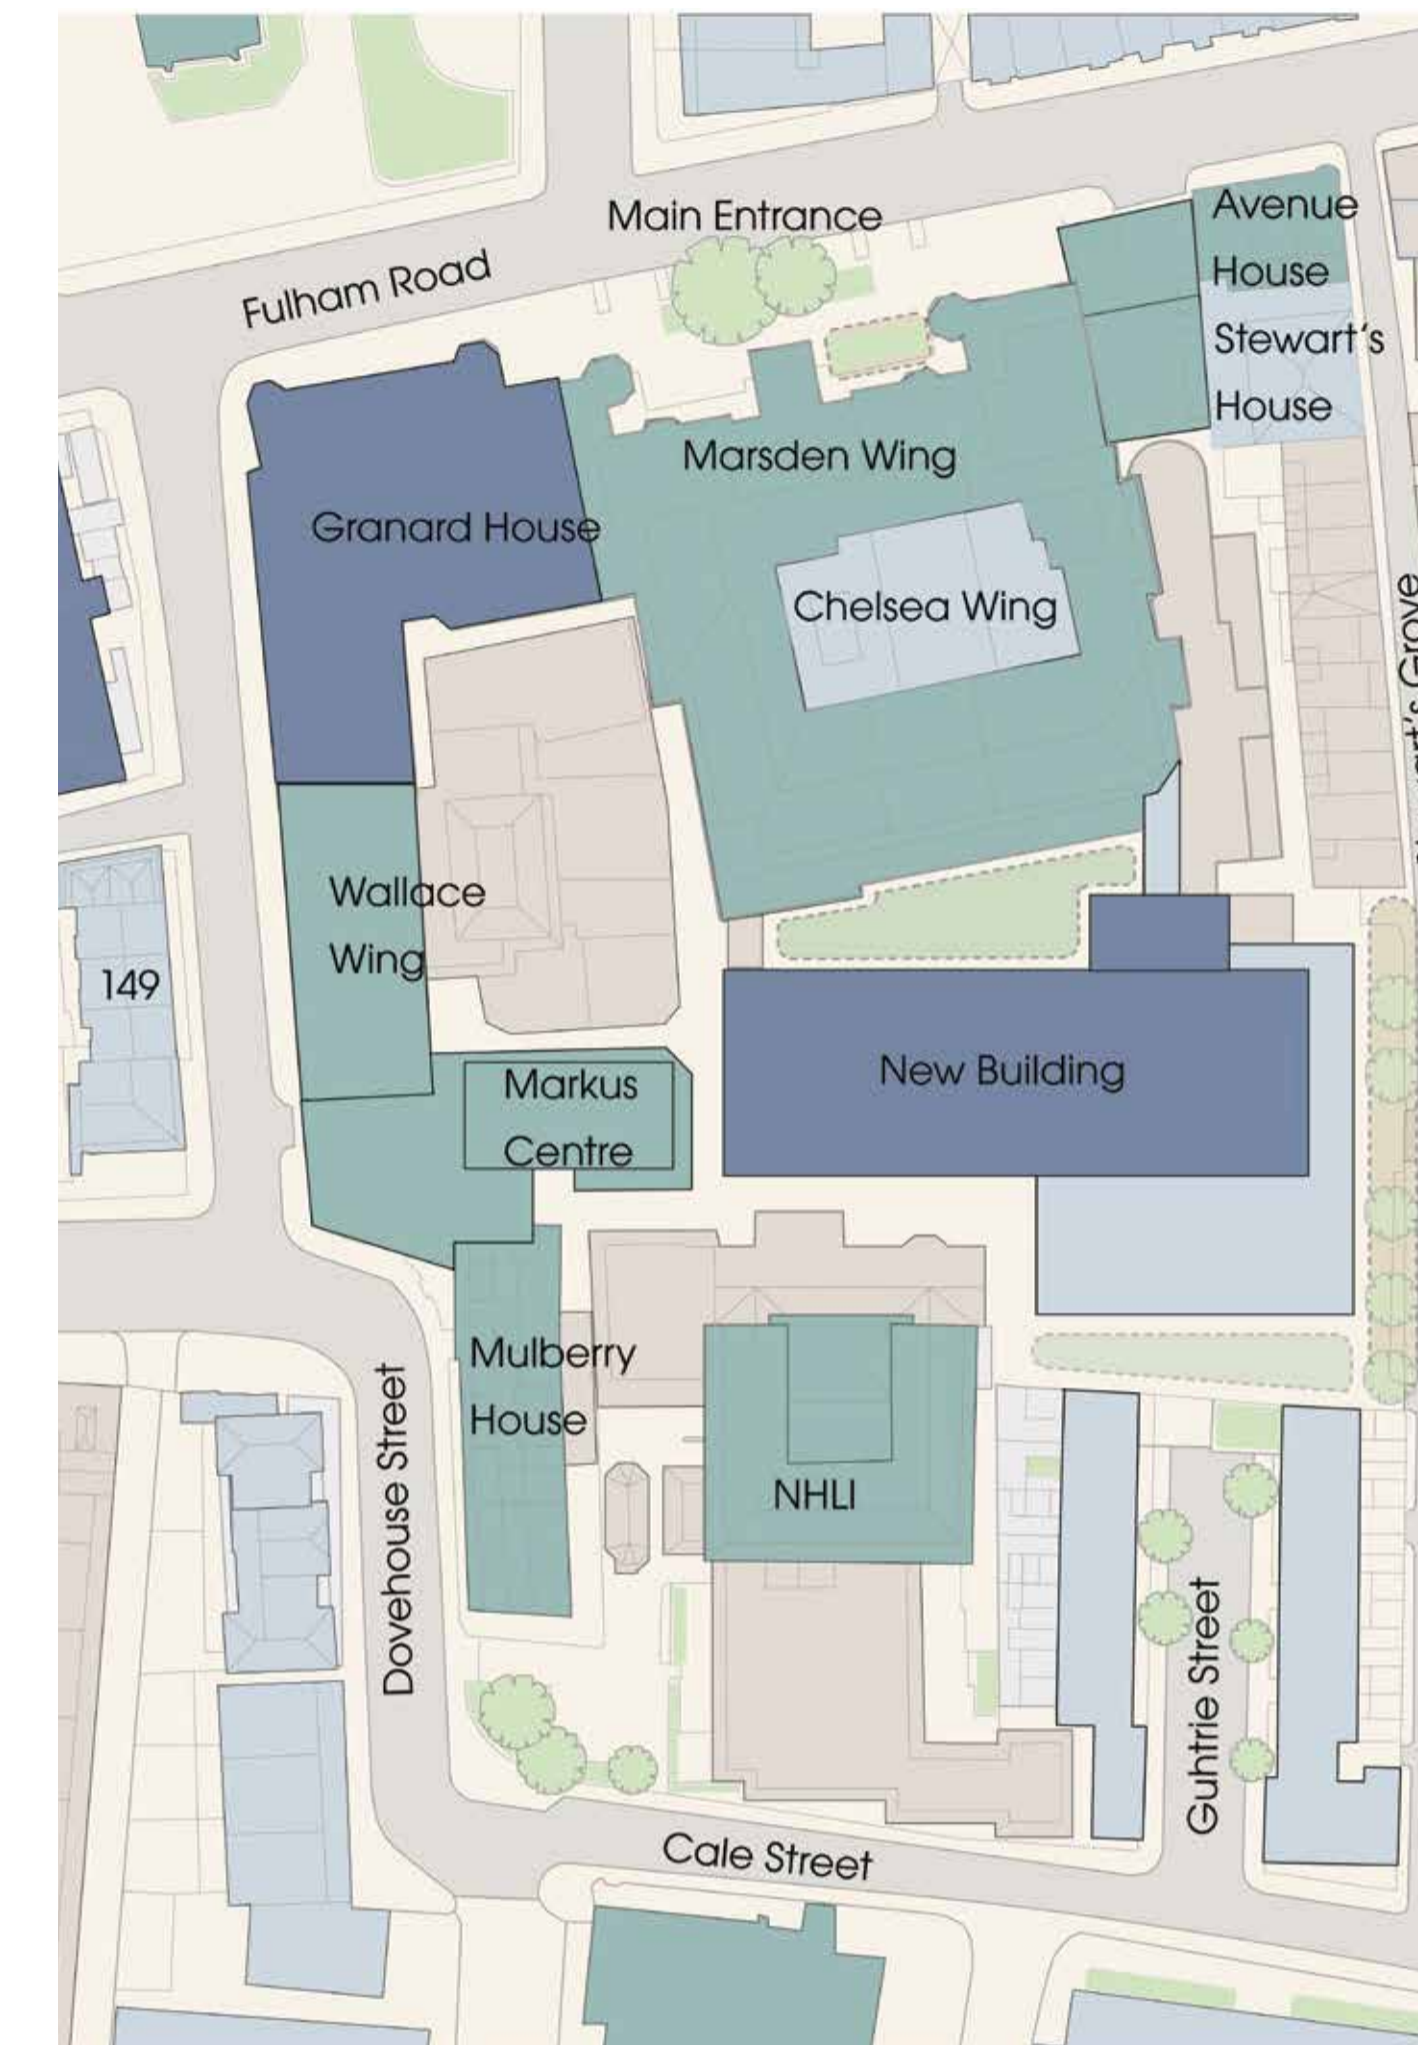 Main Entrance
Avenue
House
Fulham Road
Stewart's
House
Marsden Wing
Granard House
Chelsea Wing
Grove
Wallace
Wing
149
New Building
Markus
Centre
Mulberry
House
Dovehouse Street
NHLI
Guhtrie Street
Cale Street